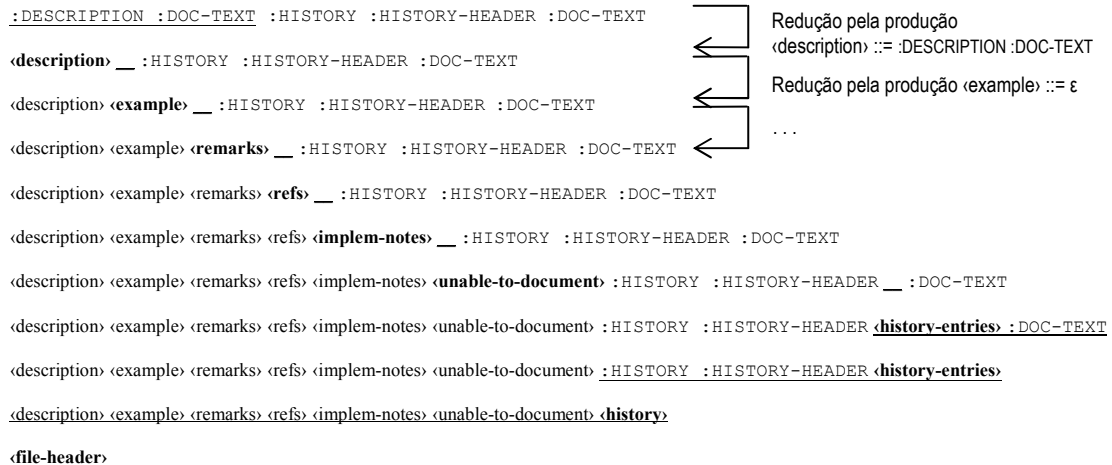 :DESCRIPTION :DOC-TEXT :HISTORY :HISTORY-HEADER :DOC-TEXT
Redução pela produção
‹description› ::= :DESCRIPTION :DOC-TEXT
‹description› __ :HISTORY :HISTORY-HEADER :DOC-TEXT
Redução pela produção ‹example› ::= ε
‹description› ‹example› __ :HISTORY :HISTORY-HEADER :DOC-TEXT
...
‹description› ‹example› ‹remarks› __ :HISTORY :HISTORY-HEADER :DOC-TEXT
‹description› ‹example› ‹remarks› ‹refs› __ :HISTORY :HISTORY-HEADER :DOC-TEXT
‹description› ‹example› ‹remarks› ‹refs› ‹implem-notes› __ :HISTORY :HISTORY-HEADER :DOC-TEXT
‹description› ‹example› ‹remarks› ‹refs› ‹implem-notes› ‹unable-to-document› :HISTORY :HISTORY-HEADER __ :DOC-TEXT
‹description› ‹example› ‹remarks› ‹refs› ‹implem-notes› ‹unable-to-document› :HISTORY :HISTORY-HEADER ‹history-entries› :DOC-TEXT
‹description› ‹example› ‹remarks› ‹refs› ‹implem-notes› ‹unable-to-document› :HISTORY :HISTORY-HEADER ‹history-entries›
‹description› ‹example› ‹remarks› ‹refs› ‹implem-notes› ‹unable-to-document› ‹history›
‹file-header›